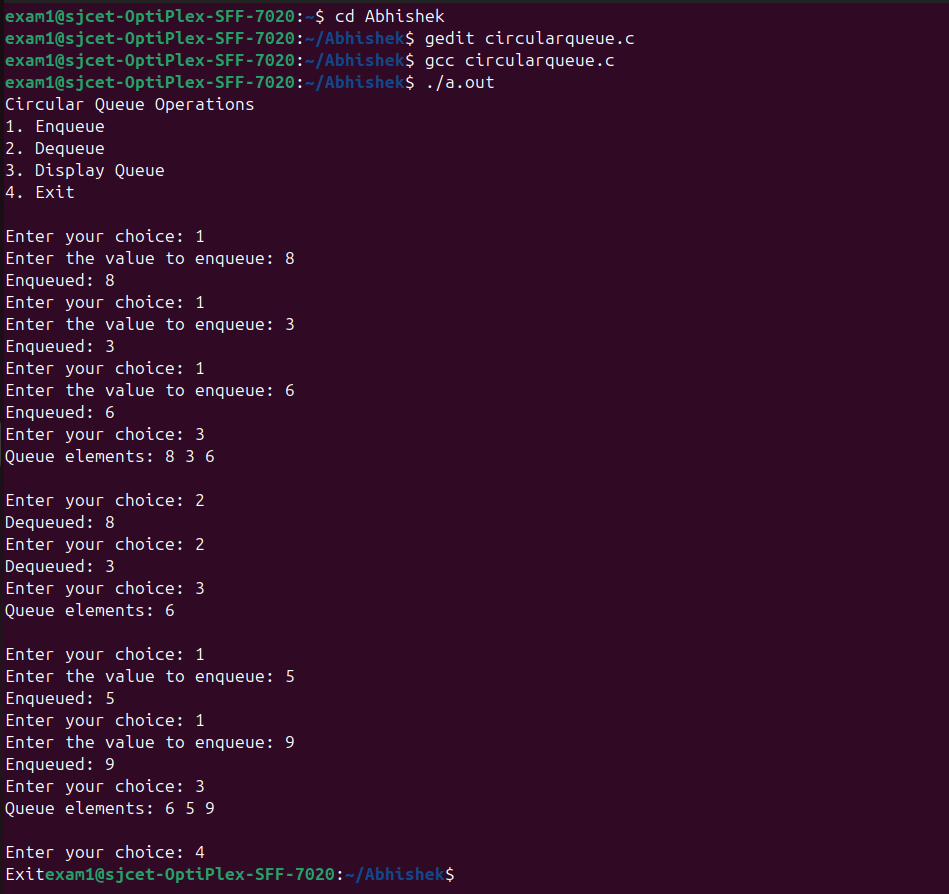 exam1@sjcet-OptiPlex-SFF-7020:~$ cd Abhishek
exam1@sjcet-OptiPlex-SFF-7020:~/Abhishek$ gedit circularqueue.c
exam1@sjcet-OptiPlex-SFF-7020:~/Abhishek$ gcc circularqueue.c
exam1@sjcet-OptiPlex-SFF-7020:~/Abhishek$ ./a.out
Circular Queue Operations
1. Enqueue
2. Dequeue
3. Display Queue
4. Exit

Enter your choice: 1
Enter the value to enqueue: 8
Enqueued: 8
Enter your choice: 1
Enter the value to enqueue: 3
Enqueued: 3
Enter your choice: 1
Enter the value to enqueue: 6
Enqueued: 6
Enter your choice: 3
Queue elements: 8 3 6

Enter your choice: 2
Dequeued: 8
Enter your choice: 2
Dequeued: 3
Enter your choice: 3
Queue elements: 6

Enter your choice: 1
Enter the value to enqueue: 5
Enqueued: 5
Enter your choice: 1
Enter the value to enqueue: 9
Enqueued: 9
Enter your choice: 3
Queue elements: 6 5 9

Enter your choice: 4
Exitexam1@sjcet-OptiPlex-SFF-7020:~/Abhishek$